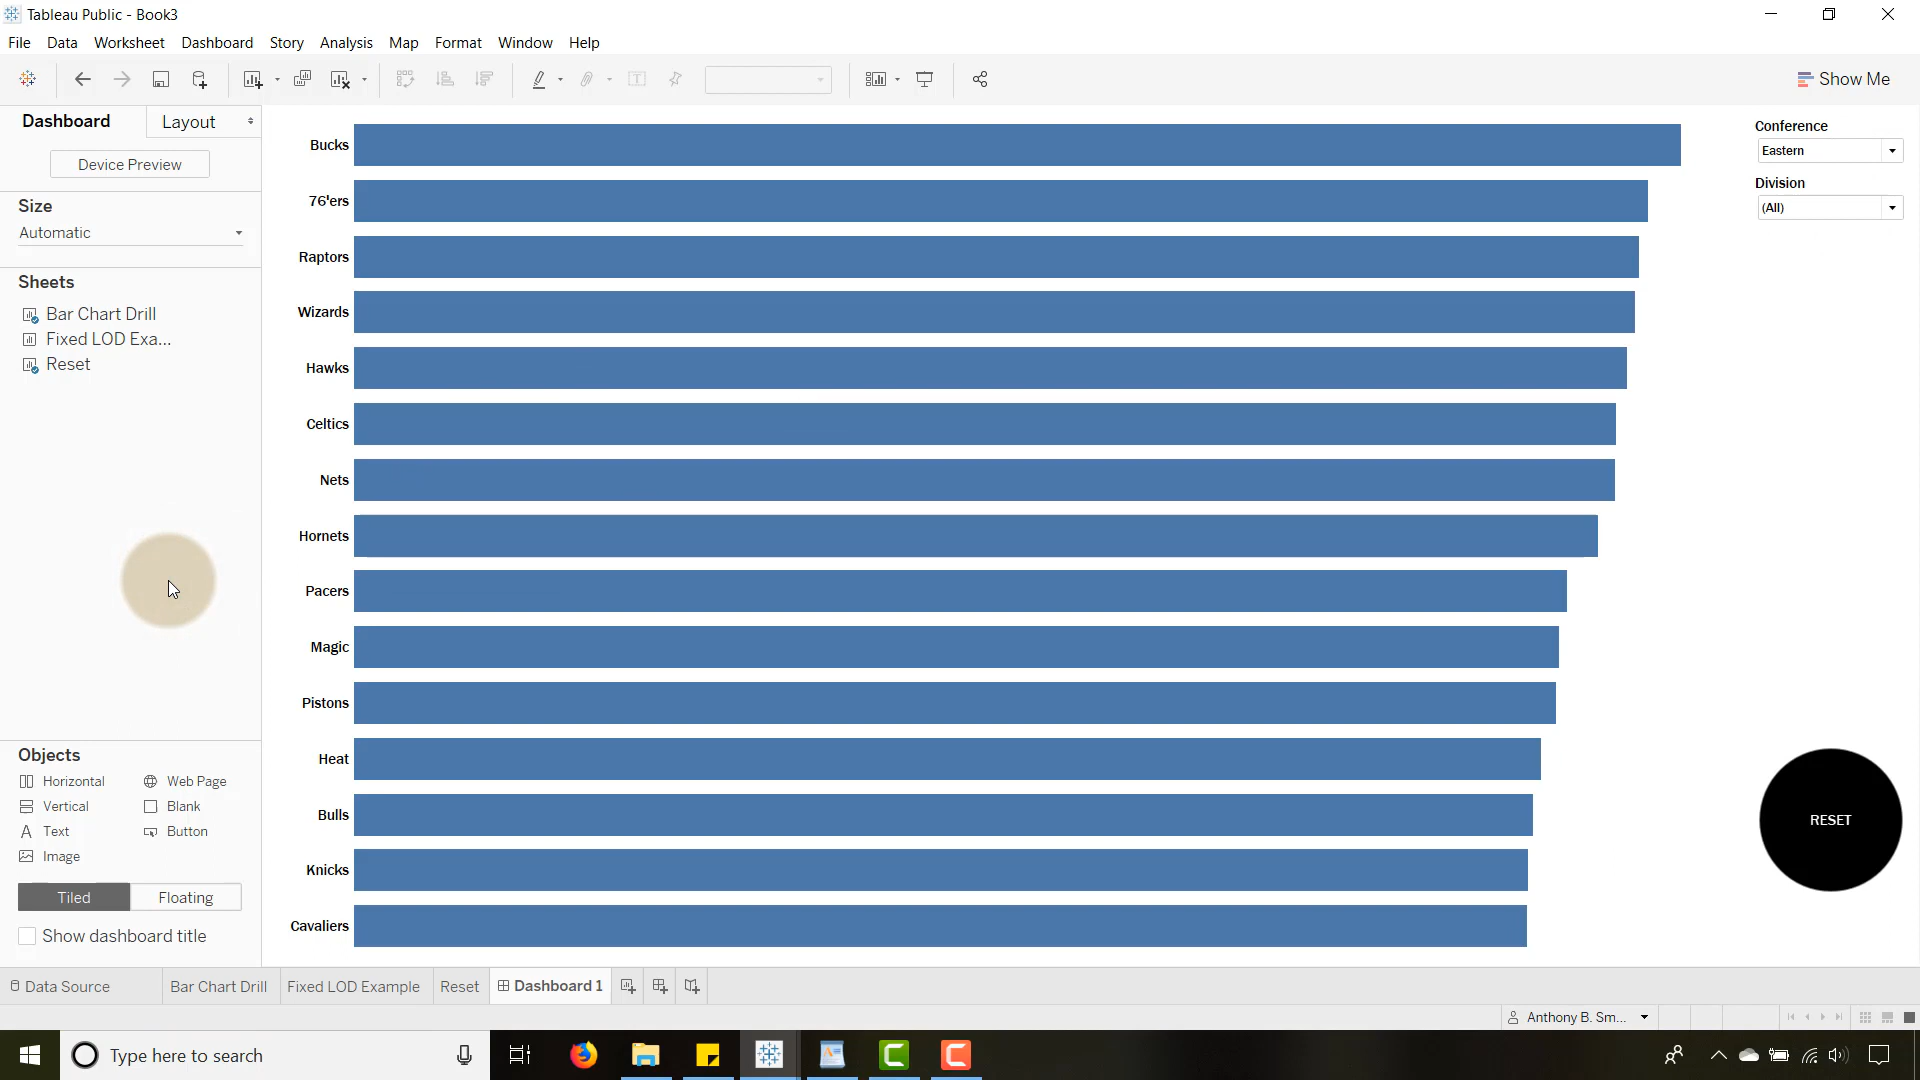 Tableau Public - Book3
File Data Worksheet Dashboard Story Analysis Map Format Window Help
Show Me
Dashboard Layout
Device Preview
Size
Automatic
Sheets
Bar Chart Drill
Fixed LOD Exa...
Reset
Objects
Horizontal Web Page
Vertical Blank
Text Button
Image
Tiled Floating
Show dashboard title
Bucks
76'ers
Raptors
Wizards
Hawks
Celtics
Nets
Hornets
Pacers
Magic
Pistons
Heat
Bulls
Knicks
Cavaliers
Conference
Eastern
Division
(All)
RESET
Data Source Bar Chart Drill Fixed LOD Example Reset Dashboard 1
Anthony B. Sm...
Type here to search